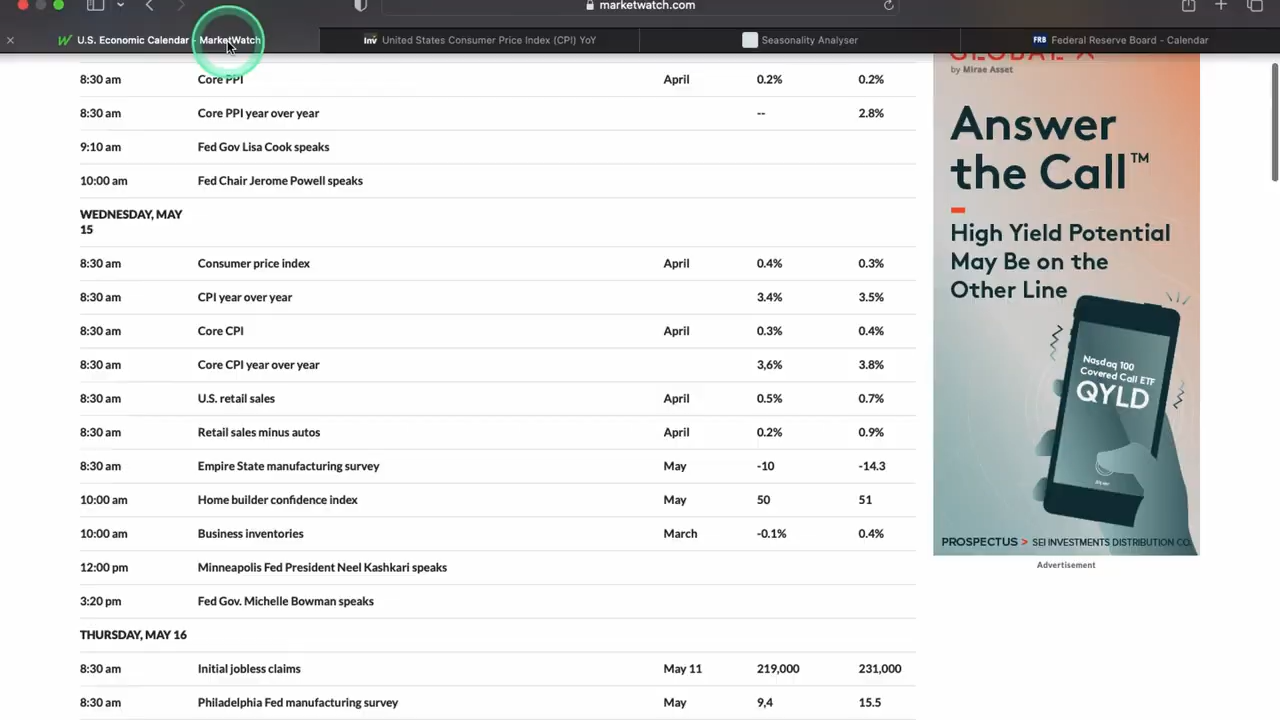 marketwatch.com
U.S. Economic Calendar - MarketWatch
Inv United States Consumer Price Index (CPI) YoY
Seasonality Analyser
FRB Federal Reserve Board - Calendar
8:30 am Core PPI April 0.2% 0.2%
8:30 am Core PPI year over year -- 2.8%
9:10 am Fed Gov Lisa Cook speaks
10:00 am Fed Chair Jerome Powell speaks
WEDNESDAY, MAY
15
8:30 am Consumer price index April 0.4% 0.3%
8:30 am CPI year over year 3.4% 3.5%
8:30 am Core CPI April 0.3% 0.4%
8:30 am Core CPI year over year 3,6% 3.8%
8:30 am U.S. retail sales April 0.5% 0.7%
8:30 am Retail sales minus autos April 0.2% 0.9%
8:30 am Empire State manufacturing survey May -10 -14.3
10:00 am Home builder confidence index May 50 51
10:00 am Business inventories March -0.1% 0.4%
12:00 pm Minneapolis Fed President Neel Kashkari speaks
3:20 pm Fed Gov. Michelle Bowman speaks
THURSDAY, MAY 16
8:30 am Initial jobless claims May 11 219,000 231,000
8:30 am Philadelphia Fed manufacturing survey May 9,4 15.5
GLOBAL X
by Mirae Asset
Answer
the Call™
High Yield Potential
May Be on the
Other Line
Nasdaq 100
Covered Call ETF
QYLD
PROSPECTUS > SEI INVESTMENTS DISTRIBUTION CO.
Advertisement